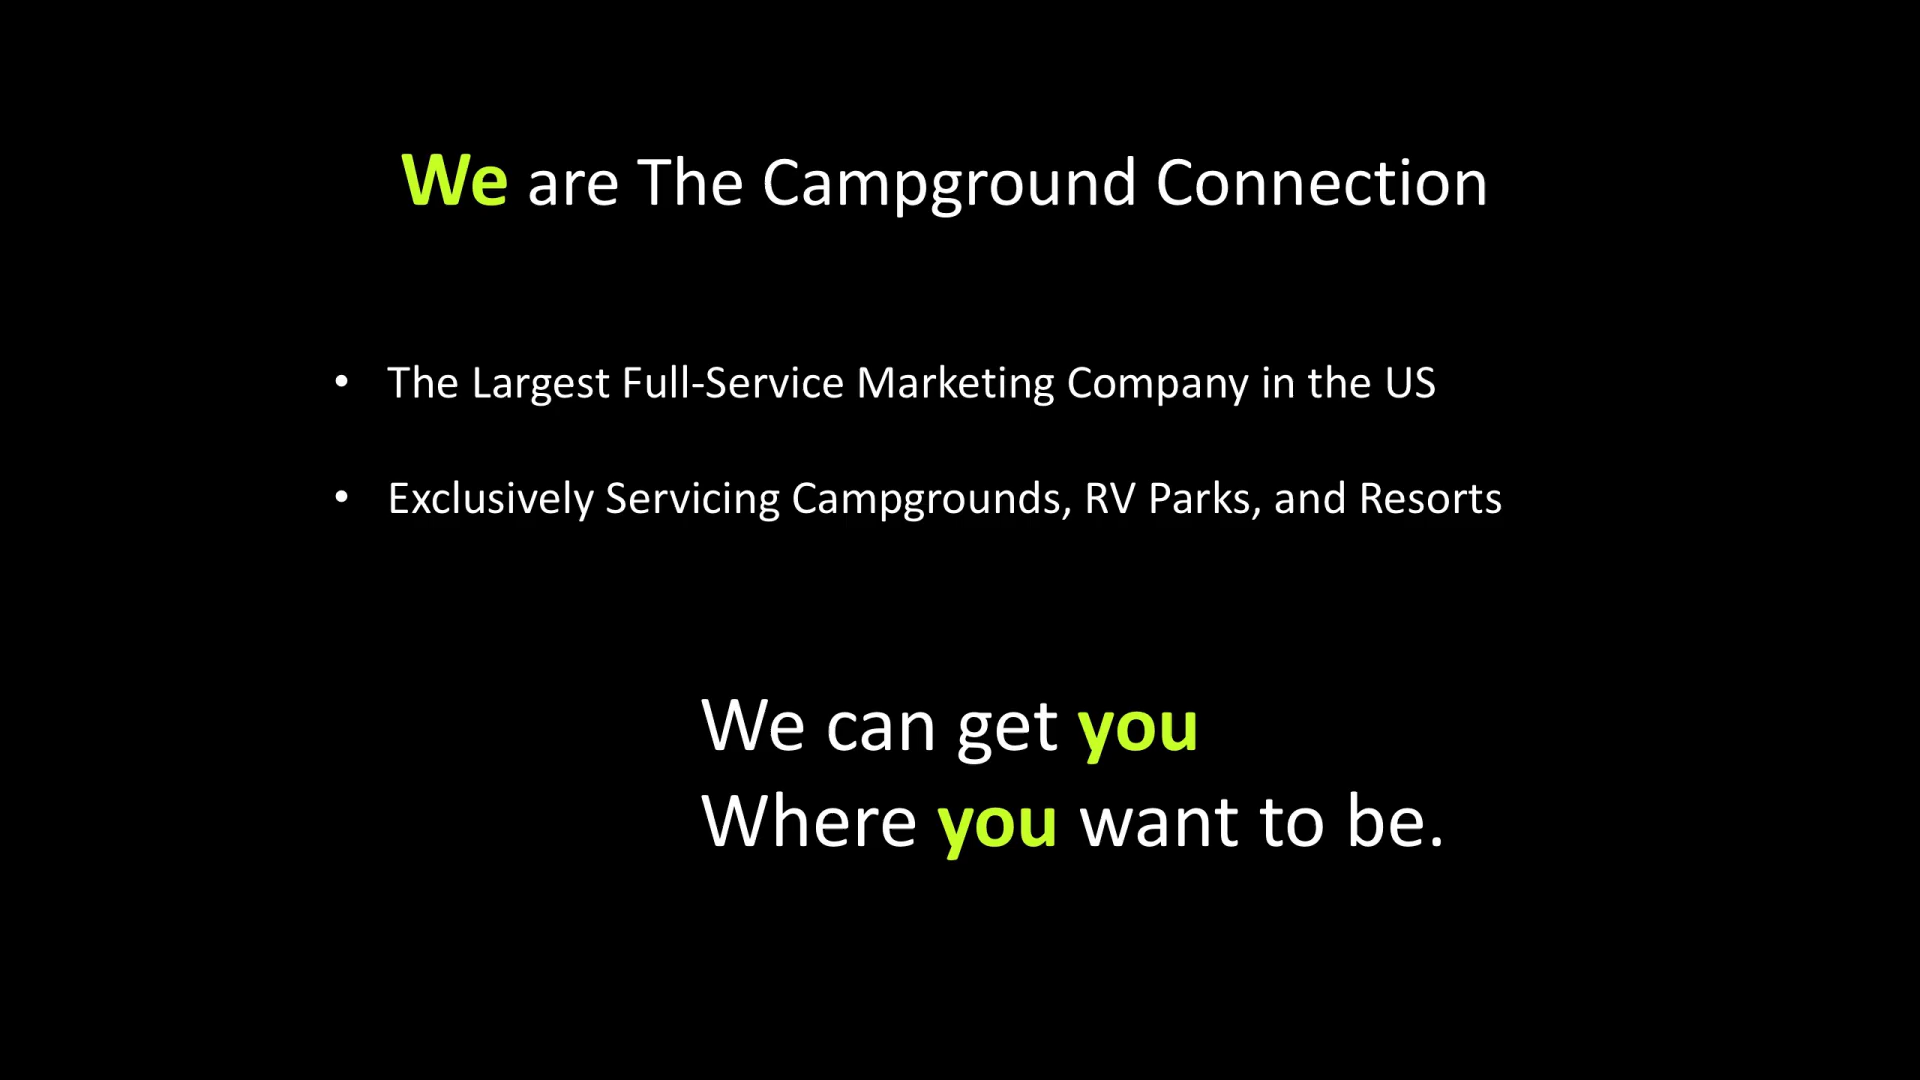 We are The Campground Connection
• The Largest Full-Service Marketing Company in the US
• Exclusively Servicing Campgrounds, RV Parks, and Resorts
We can get you
Where you want to be.